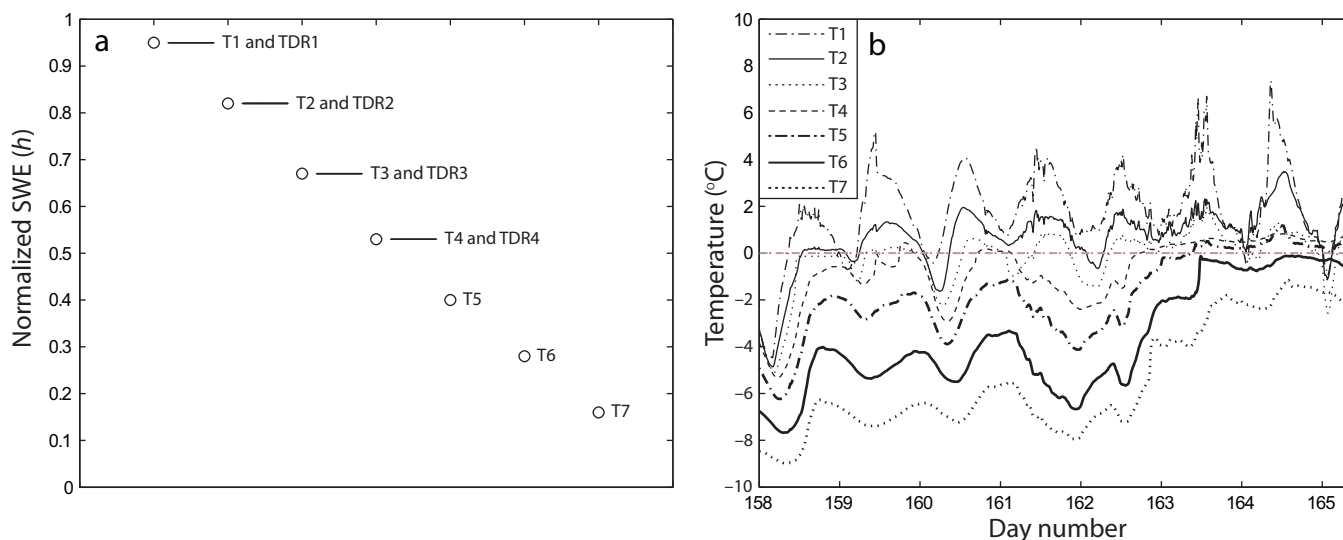 a
Normalized SWE (h)
1
0.9
0.8
0.7
0.6
0.5
0.4
0.3
0.2
0.1
0
T1 and TDR1
T2 and TDR2
T3 and TDR3
T4 and TDR4
T5
T6
T7
b
Temperature (°C)
10
8
6
4
2
0
−2
−4
−6
−8
−10
T1
T2
T3
T4
T5
T6
T7
158 159 160 161 162 163 164 165
Day number